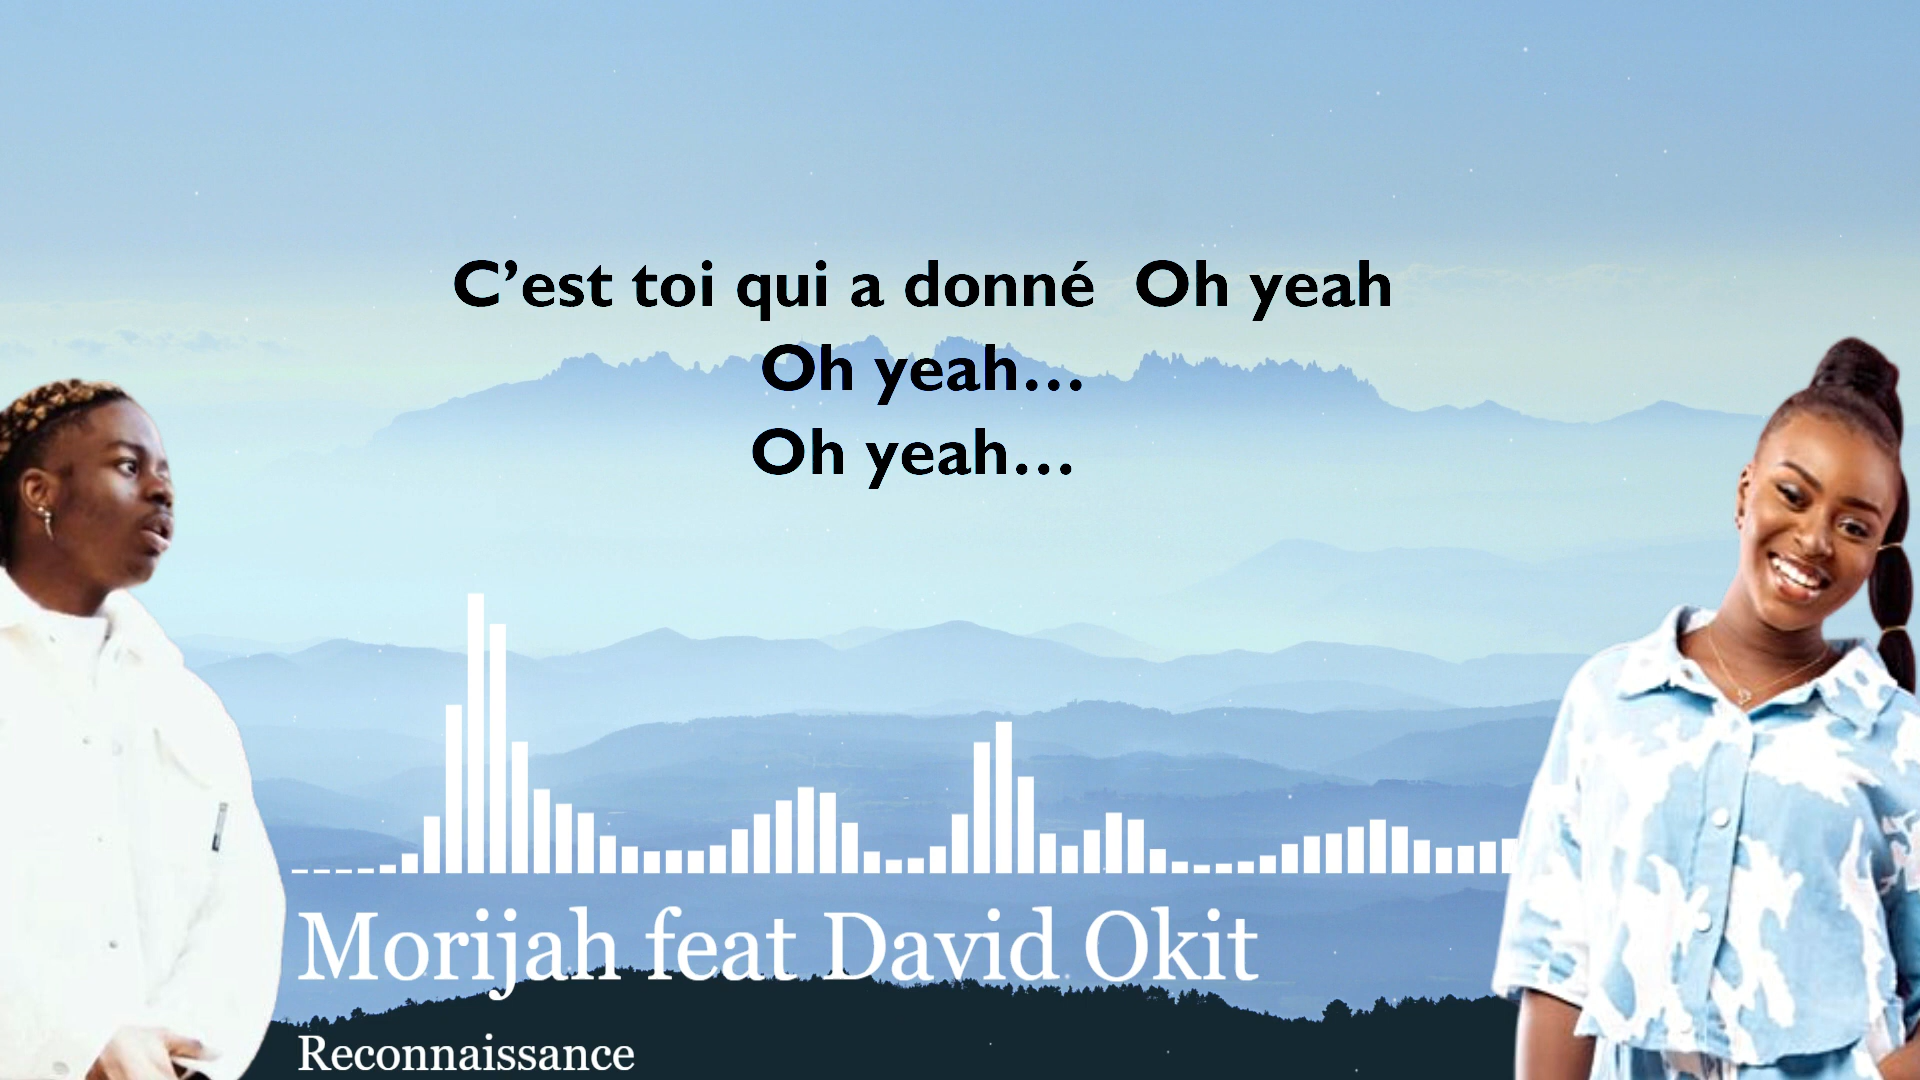 C’est toi qui a donné  Oh yeah
Oh yeah…
Oh yeah…
Morijah feat David Okit
Reconnaissance